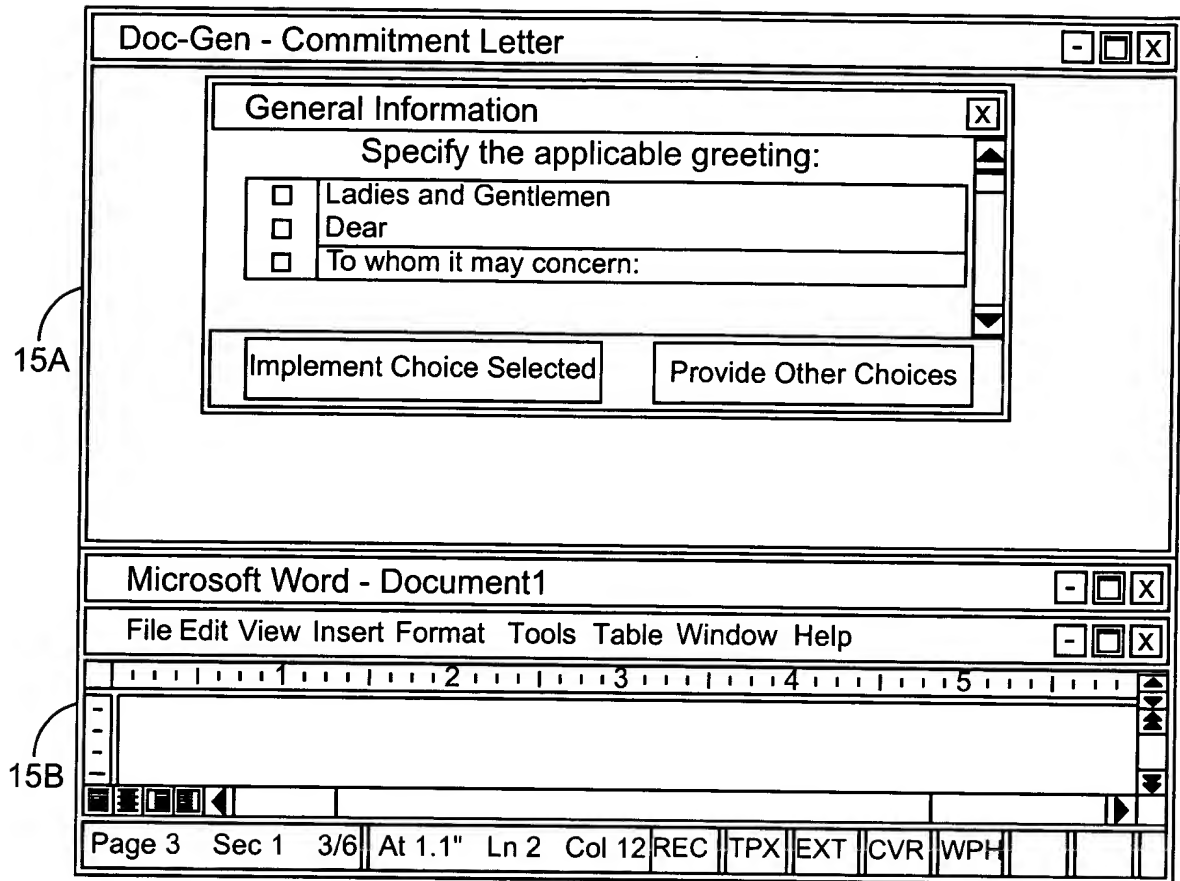 Doc-Gen - Commitment Letter - X
General Information X
Specify the applicable greeting:
Ladies and Gentlemen
Dear
To whom it may concern:
15A
Implement Choice Selected Provide Other Choices
Microsoft Word - Document1 - X
File Edit View Insert Format Tools Table Window Help - X
1 2 3 4 5
15B
Page 3 Sec 1 3/6 At 1.1" Ln 2 Col 12 REC TPX EXT CVR WPH